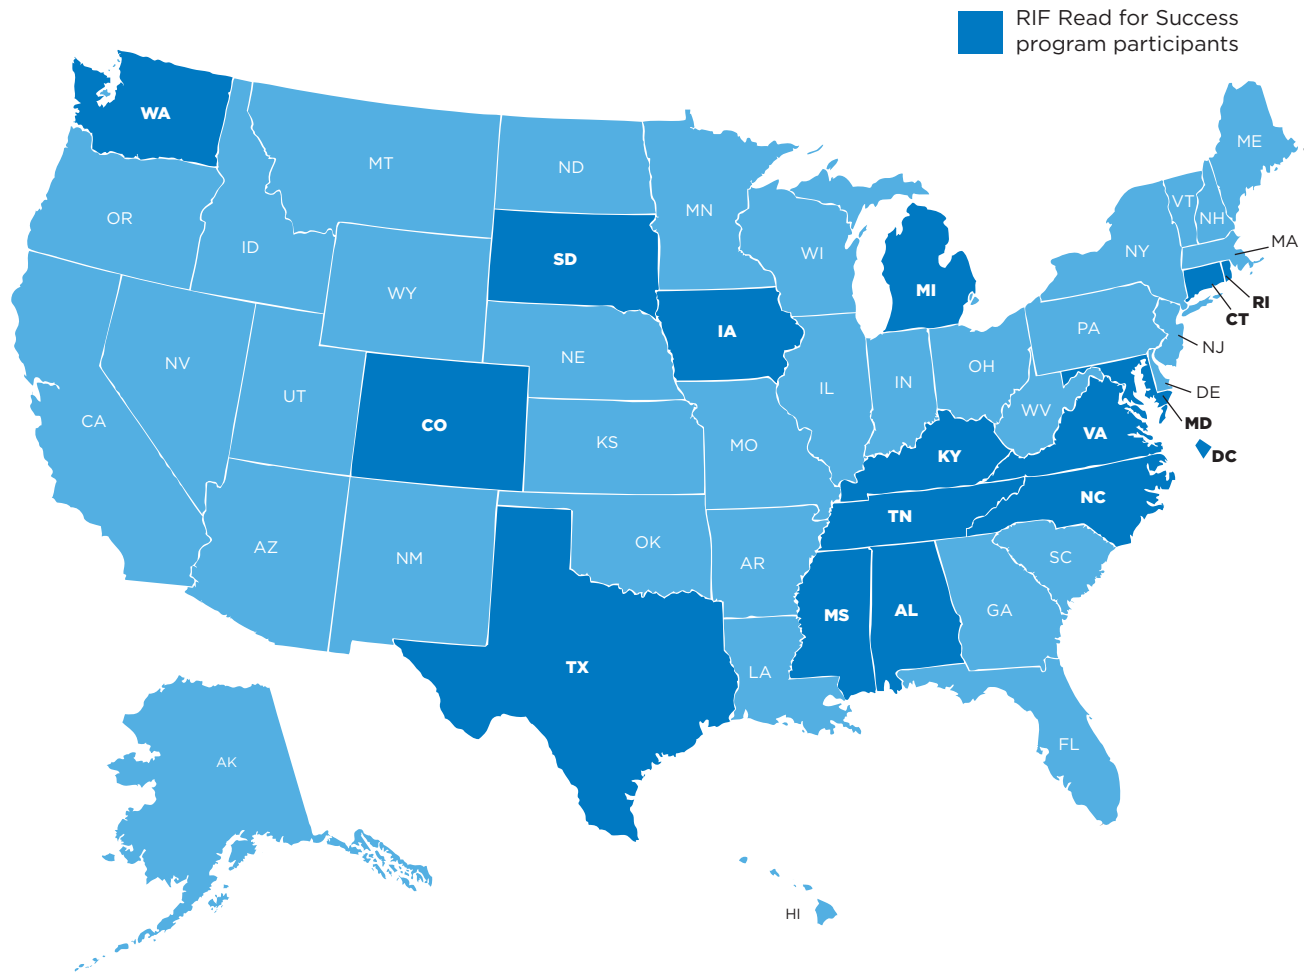 RIF Read for Success
program participants
WA
MT
ND
MN
ME
OR
ID
SD
WI
MI
NY
VT
NH
MA
WY
RI
CT
IA
NE
PA
NJ
NV
UT
IL
IN
OH
DE
CA
CO
KS
MO
WV
MD
VA
KY
DC
NC
TN
AZ
NM
OK
AR
SC
MS
AL
GA
TX
LA
FL
AK
HI